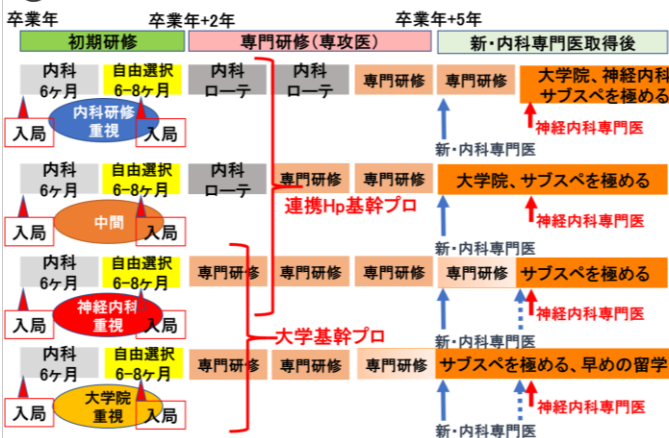 卒業年 卒業年+2年 卒業年+5年
初期研修 専門研修(専攻医) 新・内科専門医取得後
内科
6ヶ月
自由選択
6-8ヶ月
内科
ローテ
内科
ローテ
専門研修
専門研修
大学院、神経内科
サブスペを極める
入局
内科研修
重視
入局
新・内科専門医
神経内科専門医
内科
6ヶ月
自由選択
6-8ヶ月
内科
ローテ
専門研修
専門研修
大学院、サブスペを極める
入局
中間
入局
連携Hp基幹プロ
新・内科専門医
神経内科専門医
内科
6ヶ月
自由選択
6-8ヶ月
専門研修
専門研修
専門研修
専門研修
サブスペを極める
入局
神経内科
重視
入局
大学基幹プロ
新・内科専門医
神経内科専門医
内科
6ヶ月
自由選択
6-8ヶ月
専門研修
専門研修
専門研修
サブスペを極める、早めの留学
入局
大学院
重視
入局
新・内科専門医
神経内科専門医